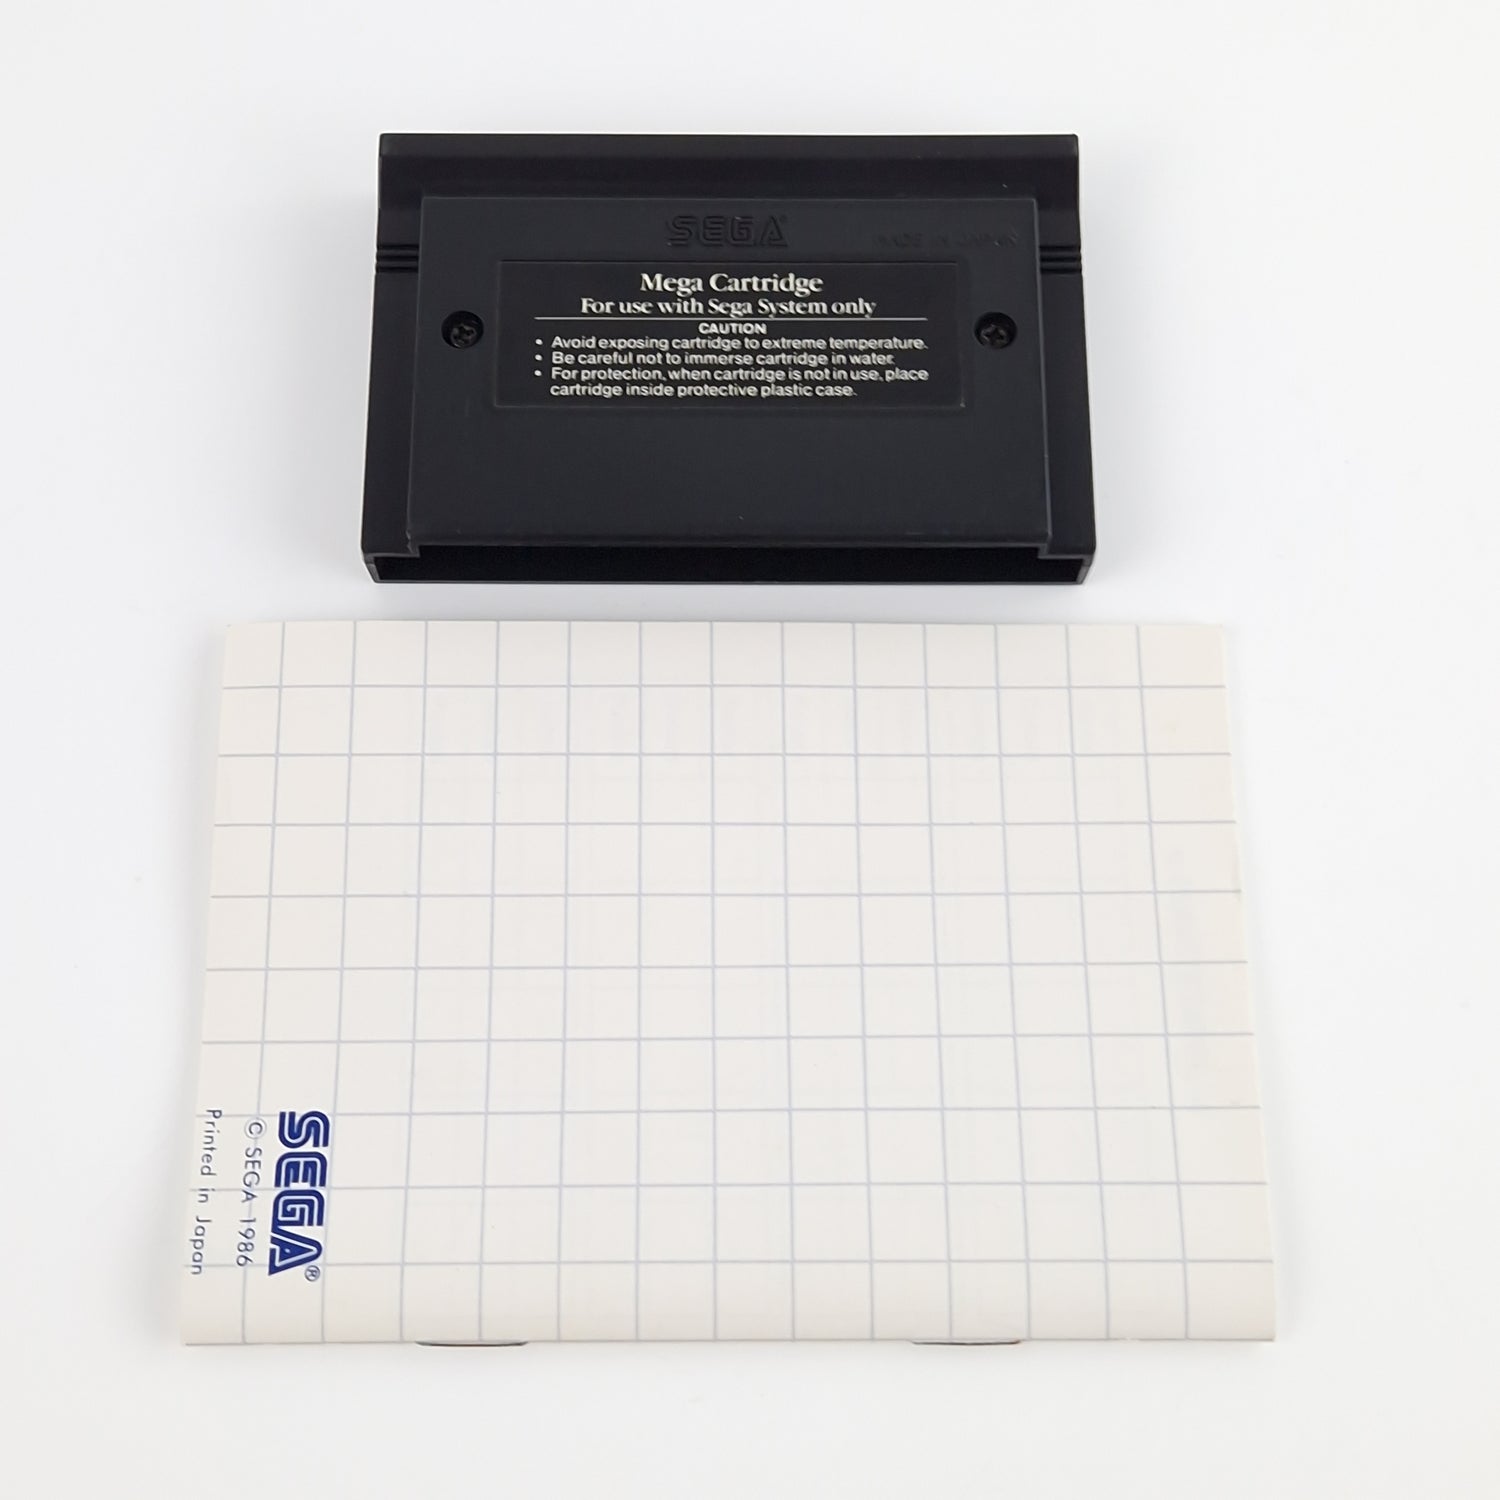 SEGA
MADE IN JAPAN
Mega Cartridge
For use with Sega System only
CAUTION
• Avoid exposing cartridge to extreme temperature.
• Be careful not to immerse cartridge in water.
• For protection, when cartridge is not in use, place
cartridge inside protective plastic case.
SEGA®
© SEGA 1986
Printed in Japan